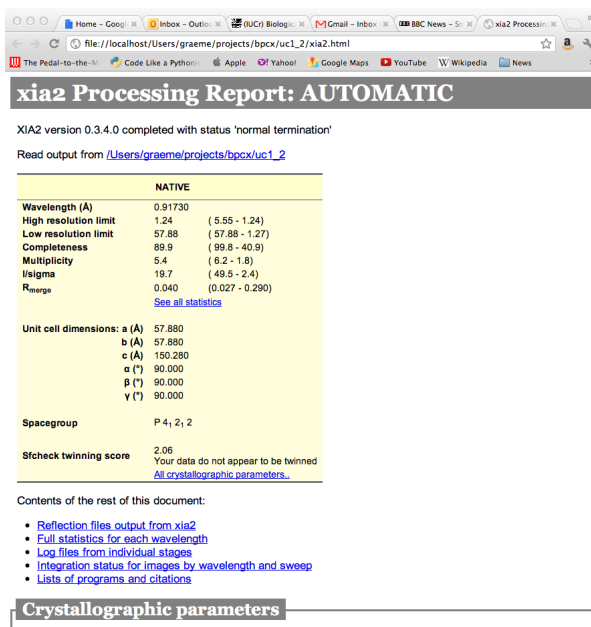 Home - Googl
Inbox - Outloo
(IUCr) Biologic
Gmail - Inbox
BBC News - Sr
xia2 Processin
file://localhost/Users/graeme/projects/bpcx/uc1_2/xia2.html
The Pedal-to-the-M
Code Like a Pythoni
Apple
Yahoo!
Google Maps
YouTube
Wikipedia
News
xia2 Processing Report: AUTOMATIC
XIA2 version 0.3.4.0 completed with status 'normal termination'
Read output from /Users/graeme/projects/bpcx/uc1_2
NATIVE
Wavelength (Å) 0.91730
High resolution limit 1.24 ( 5.55 - 1.24)
Low resolution limit 57.88 ( 57.88 - 1.27)
Completeness 89.9 ( 99.8 - 40.9)
Multiplicity 5.4 ( 6.2 - 1.8)
I/sigma 19.7 ( 49.5 - 2.4)
Rmerge 0.040 (0.027 - 0.290)
See all statistics
Unit cell dimensions: a (Å) 57.880
b (Å) 57.880
c (Å) 150.280
α (°) 90.000
β (°) 90.000
γ (°) 90.000
Spacegroup P 4₁ 2₁ 2
Sfcheck twinning score 2.06
Your data do not appear to be twinned
All crystallographic parameters..
Contents of the rest of this document:
Reflection files output from xia2
Full statistics for each wavelength
Log files from individual stages
Integration status for images by wavelength and sweep
Lists of programs and citations
Crystallographic parameters